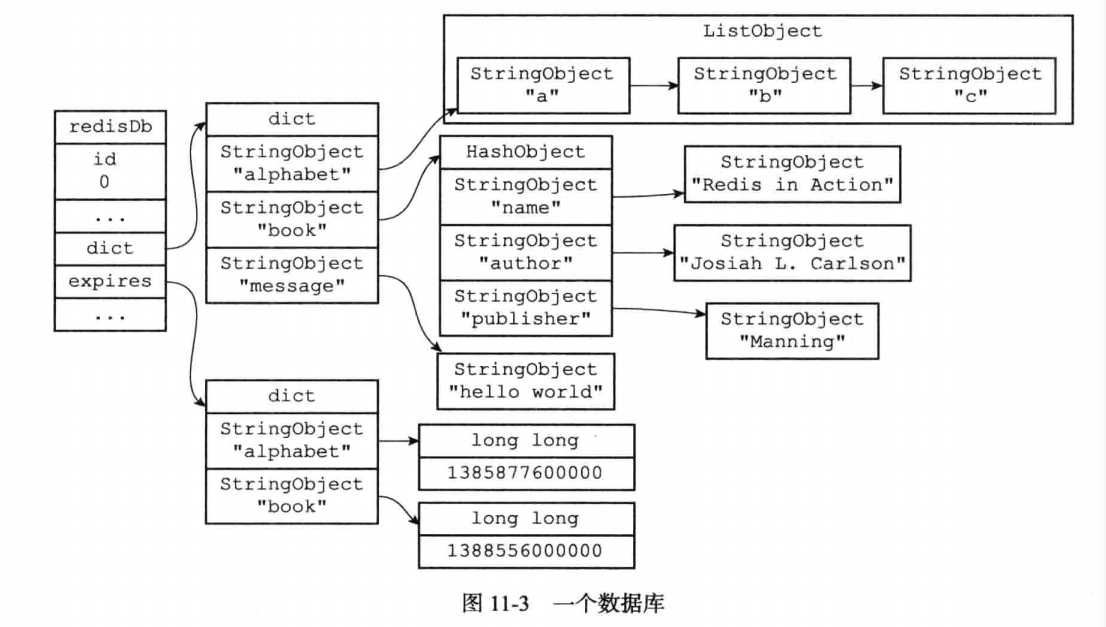 redisDb
id
0
...
dict
expires
...
dict
StringObject
"alphabet"
StringObject
"book"
StringObject
"message"
ListObject
StringObject
"a"
StringObject
"b"
StringObject
"c"
HashObject
StringObject
"name"
StringObject
"author"
StringObject
"publisher"
StringObject
"Redis in Action"
StringObject
"Josiah L. Carlson"
StringObject
"Manning"
StringObject
"hello world"
dict
StringObject
"alphabet"
StringObject
"book"
long long
1385877600000
long long
1388556000000
图 11-3 一个数据库